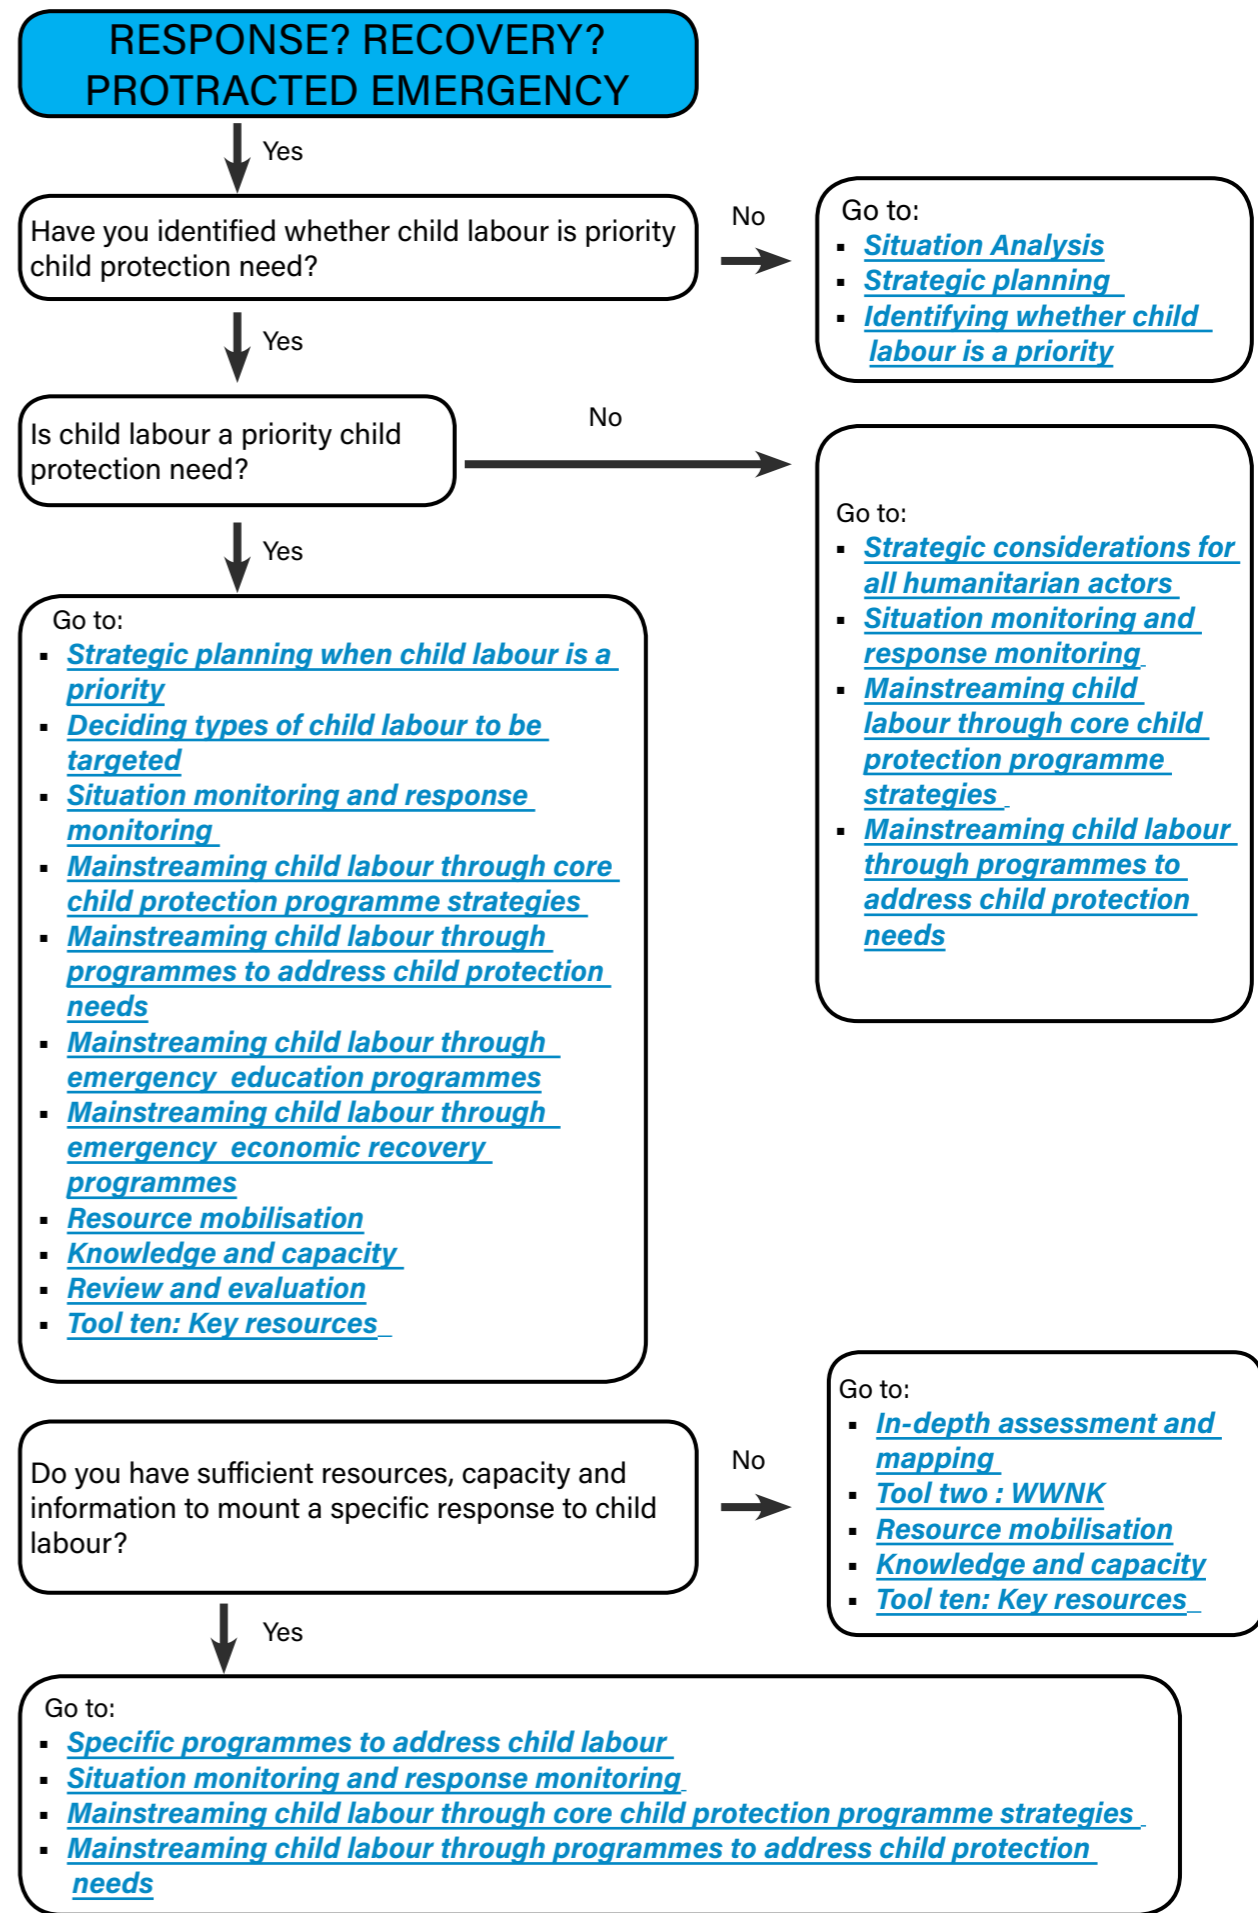 RESPONSE? RECOVERY?
PROTRACTED EMERGENCY
Yes
Have you identified whether child labour is priority
child protection need?
No
Go to:
▪ Situation Analysis
▪ Strategic planning
▪ Identifying whether child
labour is a priority
Yes
Is child labour a priority child
protection need?
No
Go to:
▪ Strategic considerations for
all humanitarian actors
▪ Situation monitoring and
response monitoring
▪ Mainstreaming child
labour through core child
protection programme
strategies
▪ Mainstreaming child labour
through programmes to
address child protection
needs
Yes
Go to:
▪ Strategic planning when child labour is a
priority
▪ Deciding types of child labour to be
targeted
▪ Situation monitoring and response
monitoring
▪ Mainstreaming child labour through core
child protection programme strategies
▪ Mainstreaming child labour through
programmes to address child protection
needs
▪ Mainstreaming child labour through
emergency education programmes
▪ Mainstreaming child labour through
emergency economic recovery
programmes
▪ Resource mobilisation
▪ Knowledge and capacity
▪ Review and evaluation
▪ Tool ten: Key resources
Do you have sufficient resources, capacity and
information to mount a specific response to child
labour?
No
Go to:
▪ In-depth assessment and
mapping
▪ Tool two : WWNK
▪ Resource mobilisation
▪ Knowledge and capacity
▪ Tool ten: Key resources
Yes
Go to:
▪ Specific programmes to address child labour
▪ Situation monitoring and response monitoring
▪ Mainstreaming child labour through core child protection programme strategies
▪ Mainstreaming child labour through programmes to address child protection
needs